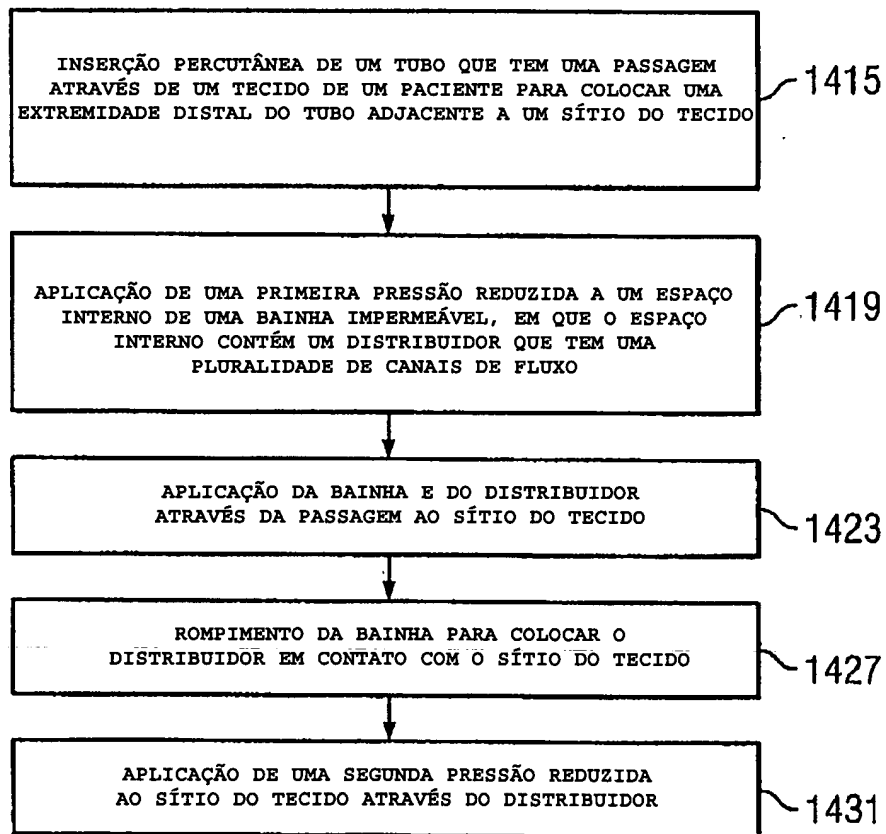 INSERÇÃO PERCUTÂNEA DE UM TUBO QUE TEM UMA PASSAGEM
ATRAVÉS DE UM TECIDO DE UM PACIENTE PARA COLOCAR UMA
EXTREMIDADE DISTAL DO TUBO ADJACENTE A UM SÍTIO DO TECIDO
1415
APLICAÇÃO DE UMA PRIMEIRA PRESSÃO REDUZIDA A UM ESPAÇO
INTERNO DE UMA BAINHA IMPERMEÁVEL, EM QUE O ESPAÇO
INTERNO CONTÉM UM DISTRIBUIDOR QUE TEM UMA
PLURALIDADE DE CANAIS DE FLUXO
1419
APLICAÇÃO DA BAINHA E DO DISTRIBUIDOR
ATRAVÉS DA PASSAGEM AO SÍTIO DO TECIDO
1423
ROMPIMENTO DA BAINHA PARA COLOCAR O
DISTRIBUIDOR EM CONTATO COM O SÍTIO DO TECIDO
1427
APLICAÇÃO DE UMA SEGUNDA PRESSÃO REDUZIDA
AO SÍTIO DO TECIDO ATRAVÉS DO DISTRIBUIDOR
1431